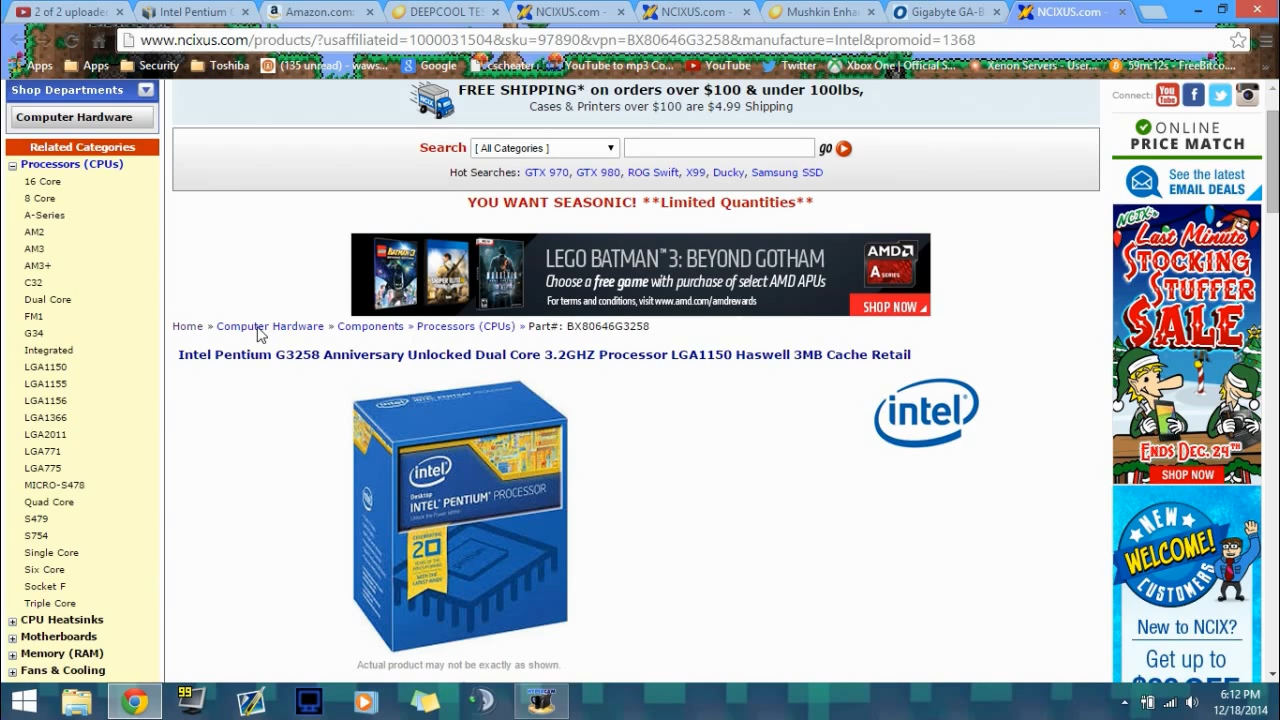 2 of 2 uploade
Intel Pentium G
Amazon.com:
DEEPCOOL TES
NCIXUS.com -
NCIXUS.com -
Mushkin Enha
Gigabyte GA-B
NCIXUS.com -
www.ncixus.com/products/?usaffiliateid=1000031504&sku=97890&vpn=BX80646G3258&manufacture=Intel&promoid=1368
Apps
Apps
Security
Toshiba
(135 unread) - waws...
Google
cscheater
YouTube to mp3 Co...
YouTube
Twitter
Xbox One | Official S...
Xenon Servers - User...
59m:12s - FreeBitco...
Shop Departments
Computer Hardware
Related Categories
Processors (CPUs)
16 Core
8 Core
A-Series
AM2
AM3
AM3+
C32
Dual Core
FM1
G34
Integrated
LGA1150
LGA1155
LGA1156
LGA1366
LGA2011
LGA771
LGA775
MICRO-S478
Quad Core
S479
S754
Single Core
Six Core
Socket F
Triple Core
CPU Heatsinks
Motherboards
Memory (RAM)
Fans & Cooling
FREE SHIPPING* on orders over $100 & under 100lbs,
Cases & Printers over $100 are $4.99 Shipping
Search
[ All Categories ]
go
Hot Searches: GTX 970, GTX 980, ROG Swift, X99, Ducky, Samsung SSD
YOU WANT SEASONIC! **Limited Quantities**
LEGO BATMAN™ 3: BEYOND GOTHAM
Choose a free game with purchase of select AMD APUs
For terms and conditions, visit www.amd.com/amdrewards
AMD
A SERIES
SHOP NOW
Home » Computer Hardware » Components » Processors (CPUs) » Part#: BX80646G3258
Intel Pentium G3258 Anniversary Unlocked Dual Core 3.2GHZ Processor LGA1150 Haswell 3MB Cache Retail
intel
Desktop
INTEL® PENTIUM® PROCESSOR
CELEBRATING
20
intel
Actual product may not be exactly as shown.
Connect:
You
Tube
ONLINE
PRICE MATCH
See the latest
EMAIL DEALS
NCIX's
Last Minute
STOCKING
STUFFER
SALE
ENDS DEC. 24TH
SHOP NOW
NEW
WELCOME!
CUSTOMERS
New to NCIX?
Get up to
99
6:12 PM
12/18/2014